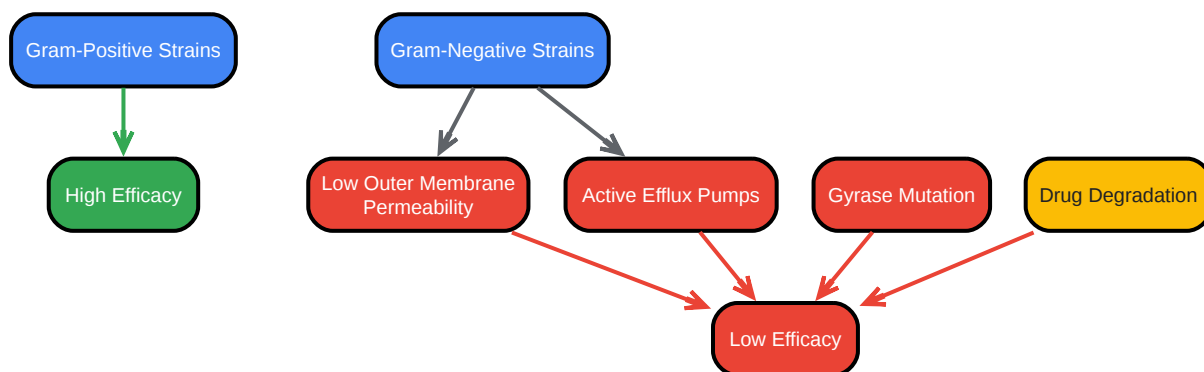 Gram-Positive Strains
Gram-Negative Strains
High Efficacy
Low Outer Membrane
Permeability
Active Efflux Pumps
Gyrase Mutation
Drug Degradation
Low Efficacy